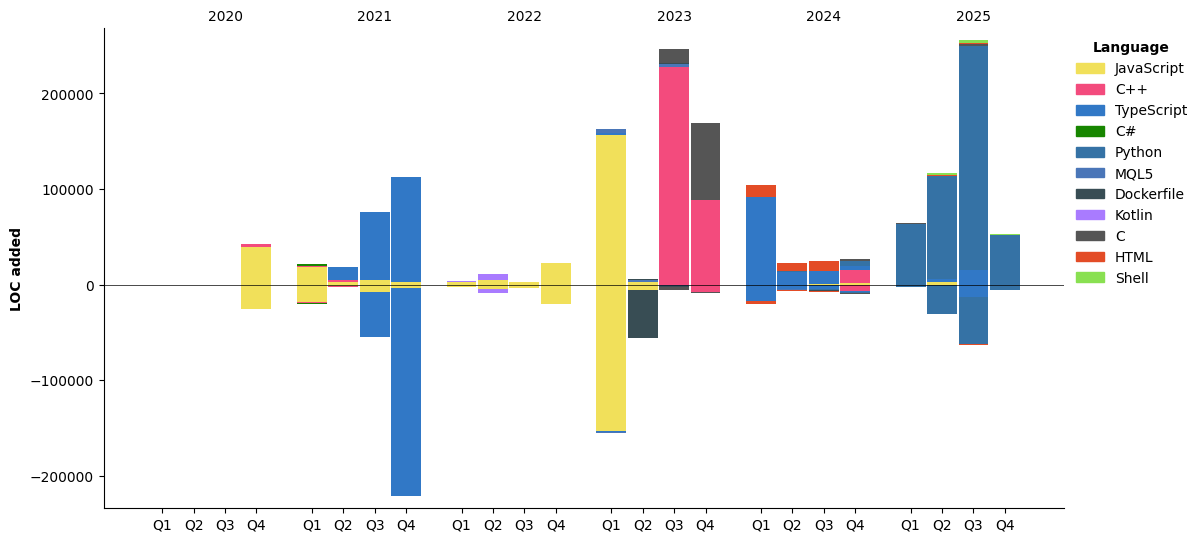 2020 2021 2022 2023 2024 2025
Language
JavaScript
C++
TypeScript
C#
Python
MQL5
Dockerfile
Kotlin
C
HTML
Shell
LOC added
200000
100000
0
−100000
−200000
Q1 Q2 Q3 Q4 Q1 Q2 Q3 Q4 Q1 Q2 Q3 Q4 Q1 Q2 Q3 Q4 Q1 Q2 Q3 Q4 Q1 Q2 Q3 Q4